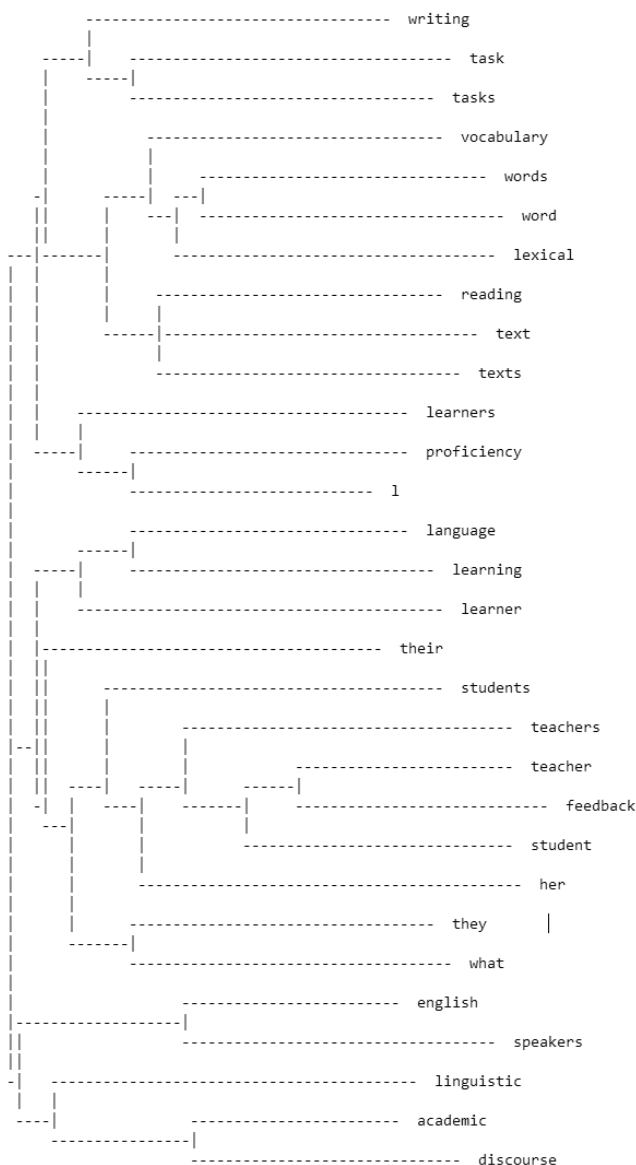 writing
task
tasks
vocabulary
words
word
lexical
reading
text
texts
learners
proficiency
l
language
learning
learner
their
students
teachers
teacher
feedback
student
her
they
what
english
speakers
linguistic
academic
discourse